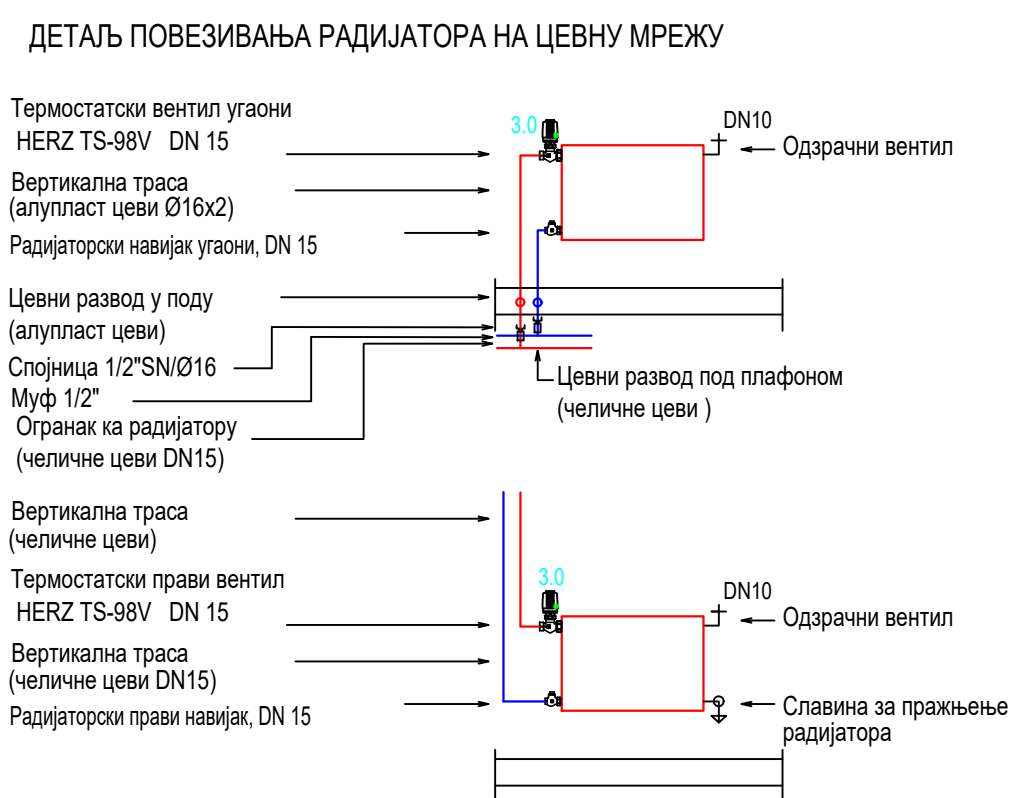 ДЕТАЉ ПОВЕЗИВАЊА РАДИЈАТОРА НА ЦЕВНУ МРЕЖУ
Термостатски вентил угаони
HERZ TS-98V DN 15
Вертикална траса
(алупласт цеви Ø16x2)
Радијаторски навијак угаони, DN 15
Цевни развод у поду
(алупласт цеви)
Спојница 1/2"SN/Ø16
Муф 1/2"
Огранак ка радијатору
(челичне цеви DN15)
3.0
DN10
Одзрачни вентил
Цевни развод под плафоном
(челичне цеви )
Вертикална траса
(челичне цеви)
Термостатски прави вентил
HERZ TS-98V DN 15
Вертикална траса
(челичне цеви DN15)
Радијаторски прави навијак, DN 15
3.0
DN10
Одзрачни вентил
Славина за пражњење
радијатора